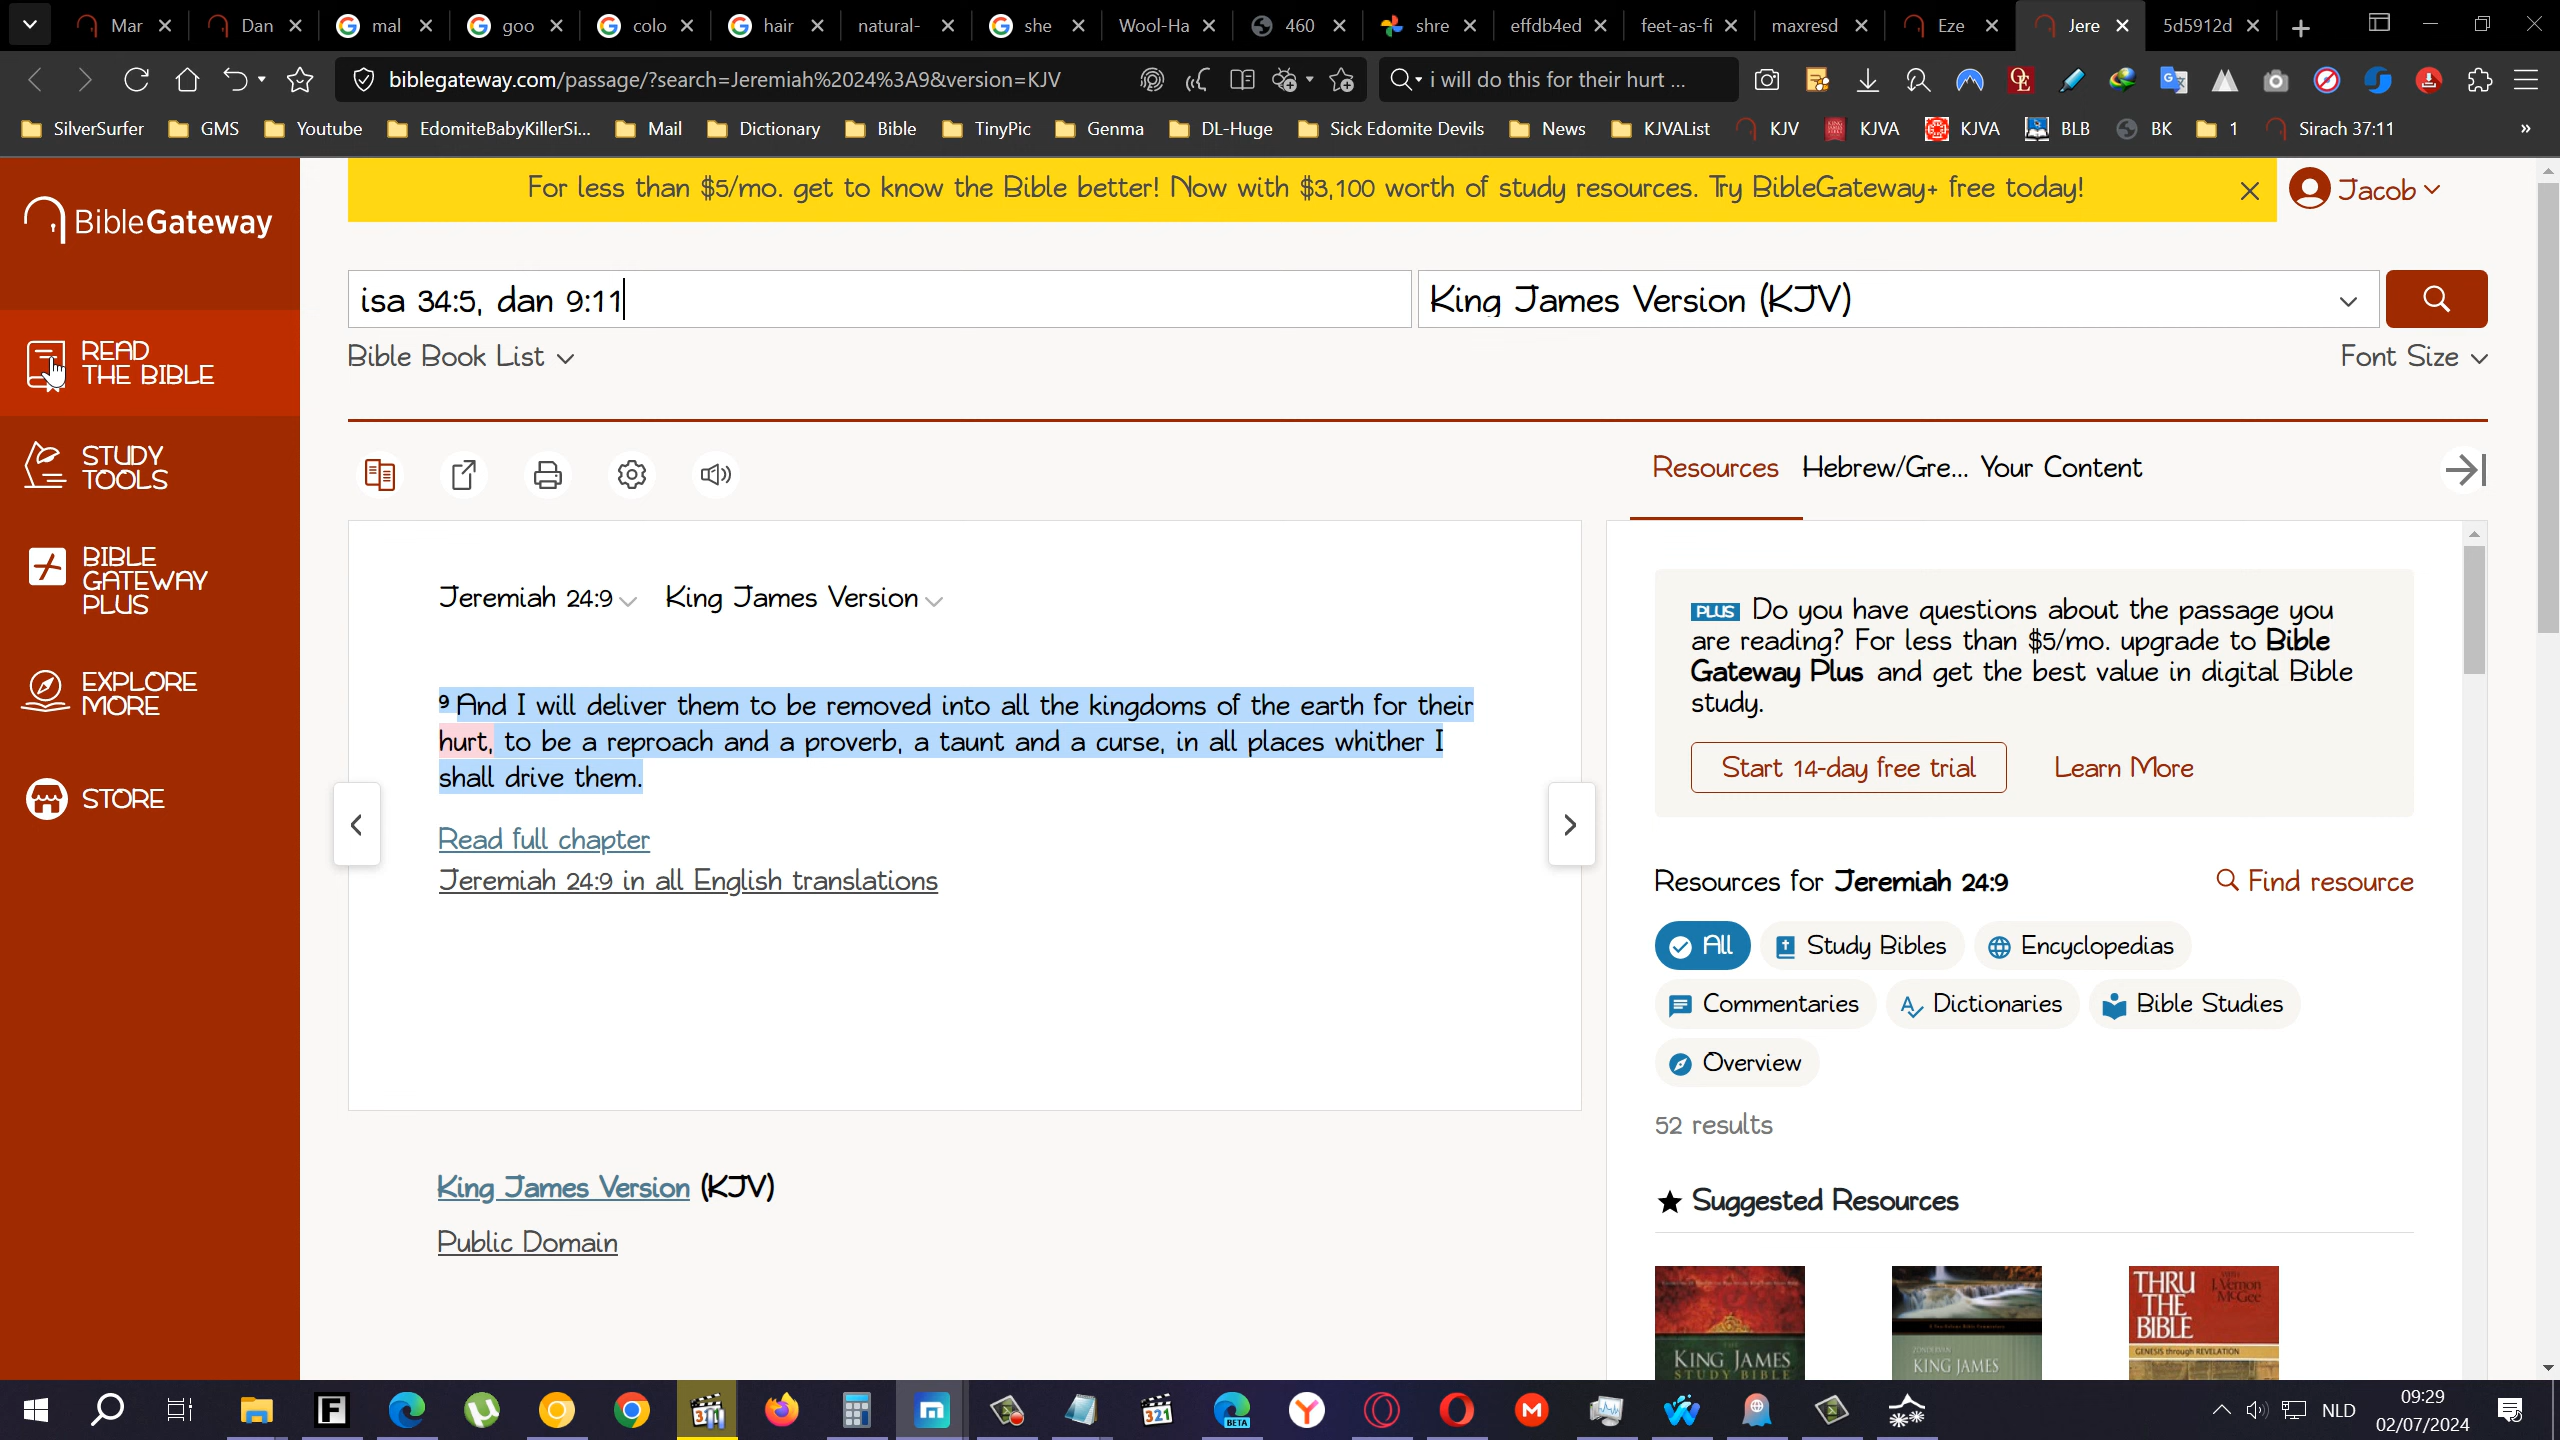 Mar
Dan
mal
goo
colo
hair
natural-
she
Wool-Ha
460
shre
effdb4ed
feet-as-fi
maxresd
Eze
Jere
5d5912d
biblegateway.com/passage/?search=Jeremiah%2024%3A9&version=KJV
i will do this for their hurt ...
SilverSurfer
GMS
Youtube
EdomiteBabyKillerSi...
Mail
Dictionary
Bible
TinyPic
Genma
DL-Huge
Sick Edomite Devils
News
KJVAList
KJV
KJVA
KJVA
BLB
BK
1
Sirach 37:11
»
BibleGateway
READ
THE BIBLE
STUDY
TOOLS
BIBLE
GATEWAY
PLUS
EXPLORE
MORE
STORE
For less than $5/mo. get to know the Bible better! Now with $3,100 worth of study resources. Try BibleGateway+ free today!
Jacob
isa 34:5, dan 9:11
King James Version (KJV)
Bible Book List
Font Size
Resources Hebrew/Gre... Your Content
Jeremiah 24:9 King James Version
9 And I will deliver them to be removed into all the kingdoms of the earth for their
hurt, to be a reproach and a proverb, a taunt and a curse, in all places whither I
shall drive them.
Read full chapter
Jeremiah 24:9 in all English translations
King James Version (KJV)
Public Domain
PLUS Do you have questions about the passage you
are reading? For less than $5/mo. upgrade to Bible
Gateway Plus and get the best value in digital Bible
study.
Start 14-day free trial
Learn More
Resources for Jeremiah 24:9
Find resource
All
Study Bibles
Encyclopedias
Commentaries
Dictionaries
Bible Studies
Overview
52 results
Suggested Resources
KING JAMES
STUDY BIBLE
KING JAMES
THRU
THE
BIBLE
J. Vernon
McGee
GENESIS through REVELATION
321
BETA
NLD
09:29
02/07/2024